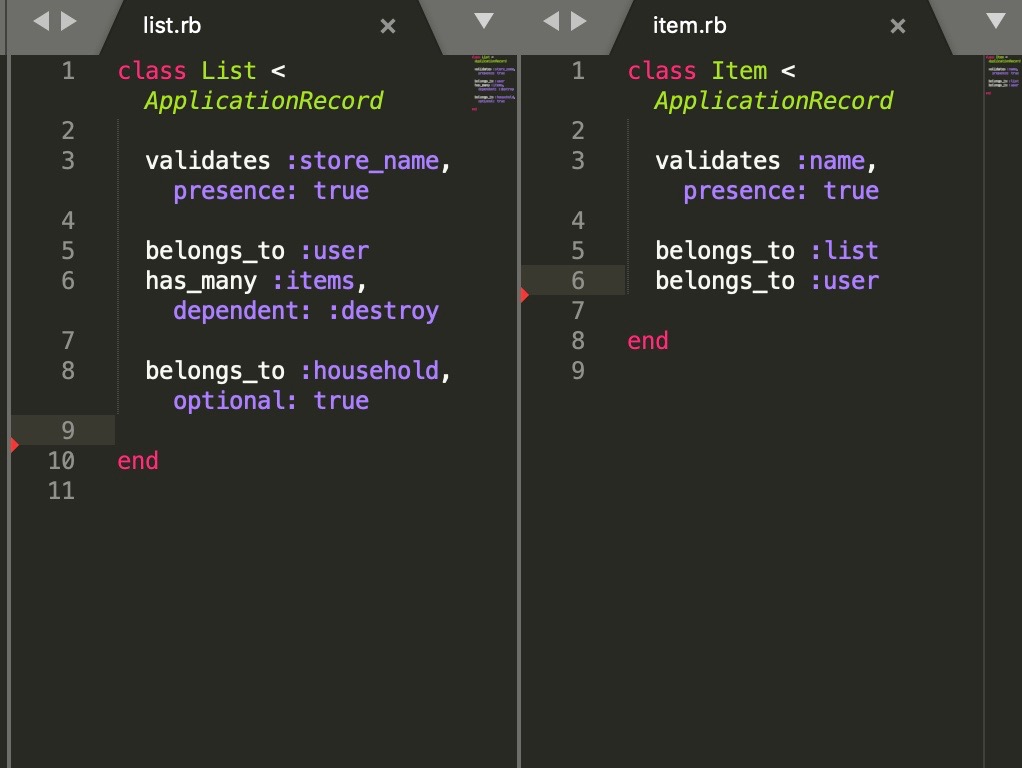 list.rb
1 class List <
ApplicationRecord
2
3 validates :store_name,
presence: true
4
5 belongs_to :user
6 has_many :items,
dependent: :destroy
7
8 belongs_to :household,
optional: true
9
10 end
11
item.rb
1 class Item <
ApplicationRecord
2
3 validates :name,
presence: true
4
5 belongs_to :list
6 belongs_to :user
7
8 end
9